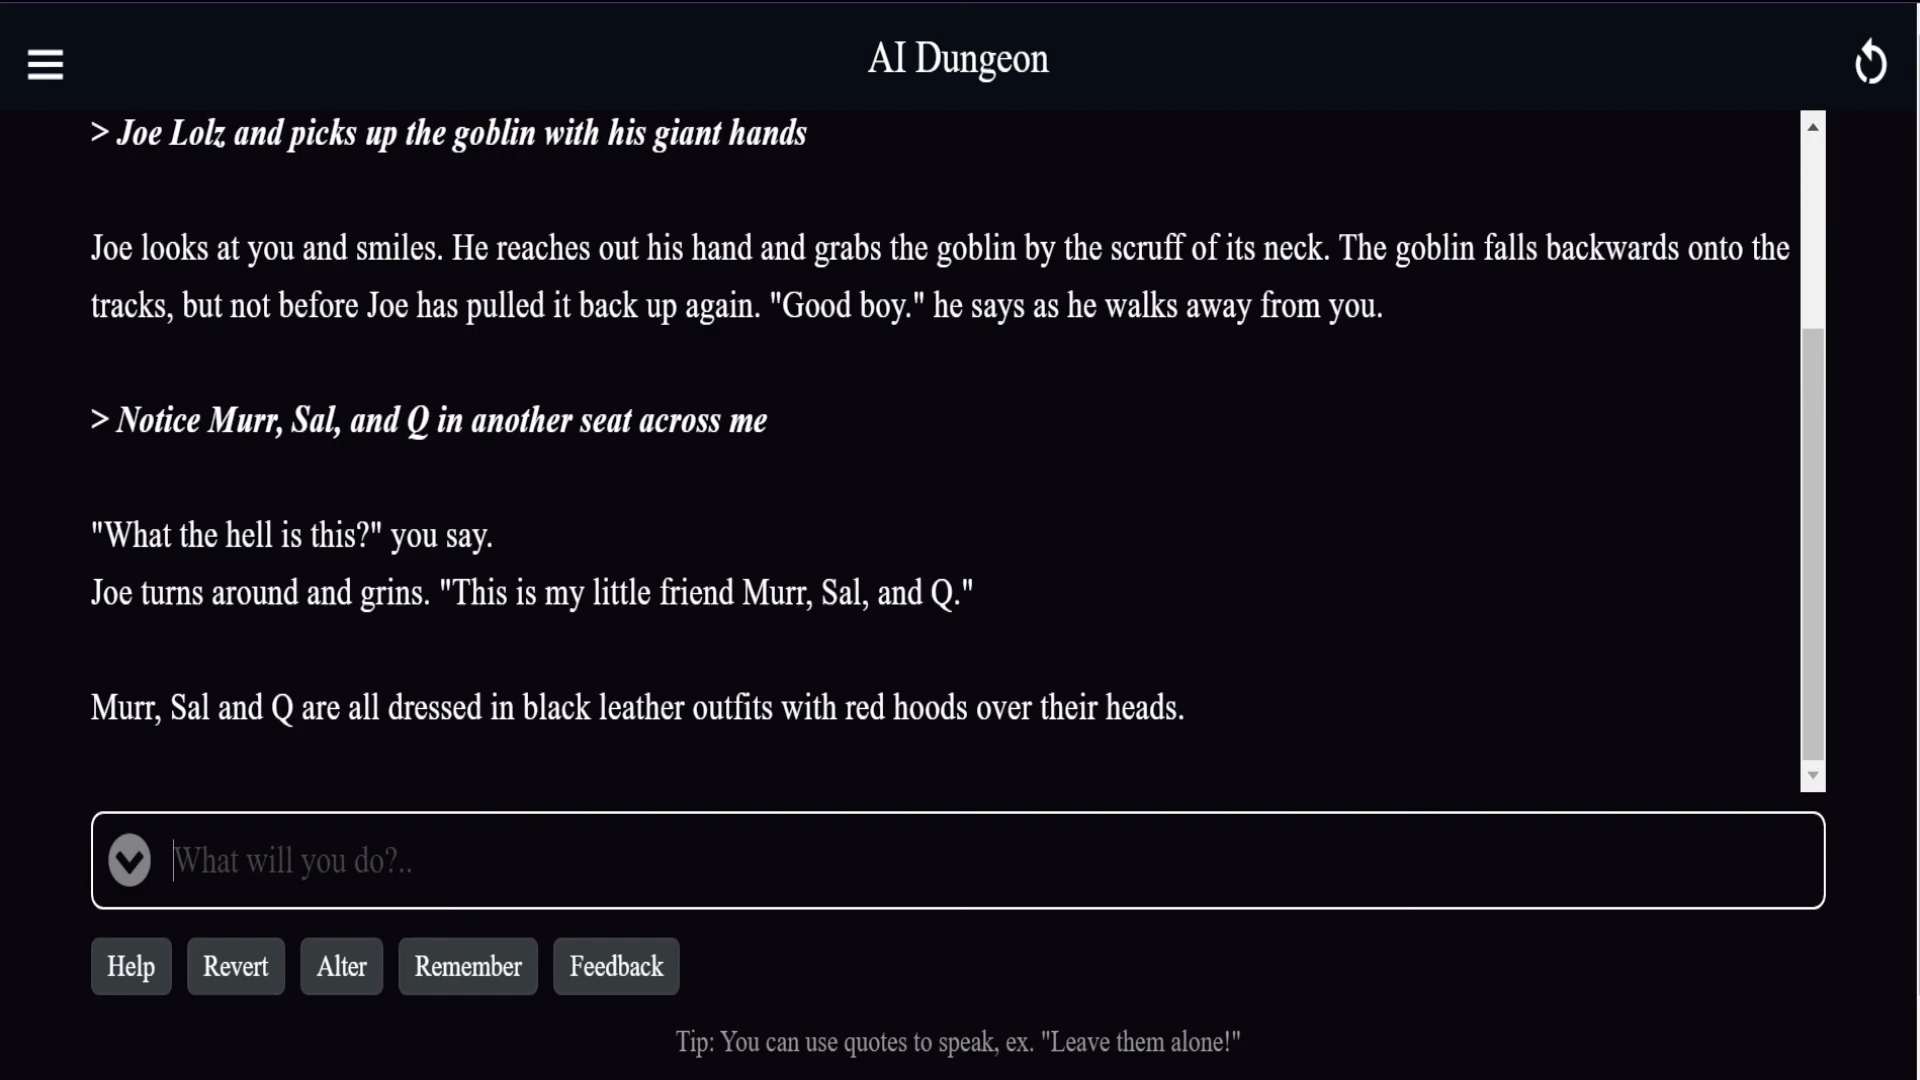 AI Dungeon
> Joe Lolz and picks up the goblin with his giant hands
Joe looks at you and smiles. He reaches out his hand and grabs the goblin by the scruff of its neck. The goblin falls backwards onto the
tracks, but not before Joe has pulled it back up again. "Good boy." he says as he walks away from you.
> Notice Murr, Sal, and Q in another seat across me
"What the hell is this?" you say.
Joe turns around and grins. "This is my little friend Murr, Sal, and Q."
Murr, Sal and Q are all dressed in black leather outfits with red hoods over their heads.
What will you do?..
Help Revert Alter Remember Feedback
Tip: You can use quotes to speak, ex. "Leave them alone!"